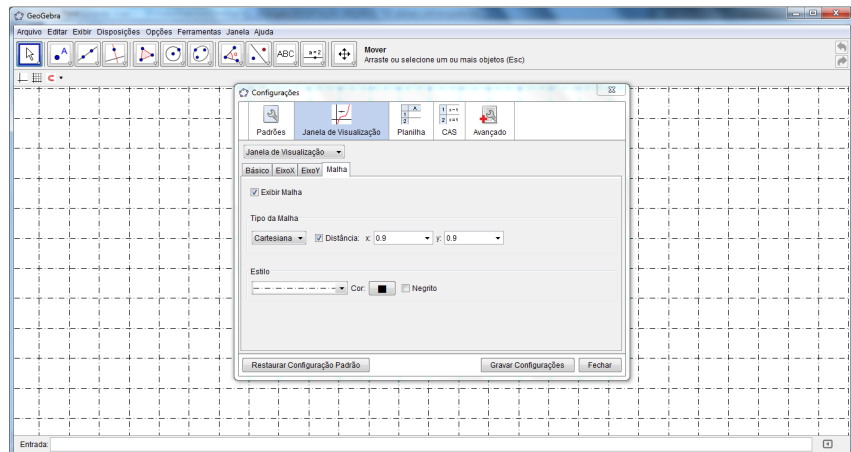 GeoGebra
Arquivo Editar Exibir Disposições Opções Ferramentas Janela Ajuda
A
ABC
a=2
Mover
Arraste ou selecione um ou mais objetos (Esc)
Configurações
Padrões Janela de Visualização Planilha CAS Avançado
Janela de Visualização
Básico EixoX EixoY Malha
Exibir Malha
Tipo da Malha
Cartesiana Distância: x: 0.9 y: 0.9
Estilo
Cor: Negrito
Restaurar Configuração Padrão Gravar Configurações Fechar
Entrada: